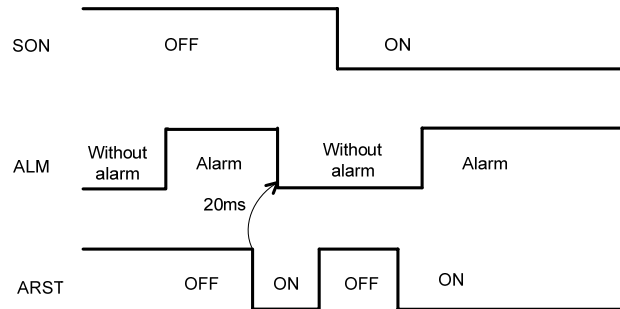 SON
OFF
ON
ALM
Without
alarm
Alarm
Without
alarm
Alarm
20ms
ARST
OFF
ON
OFF
ON